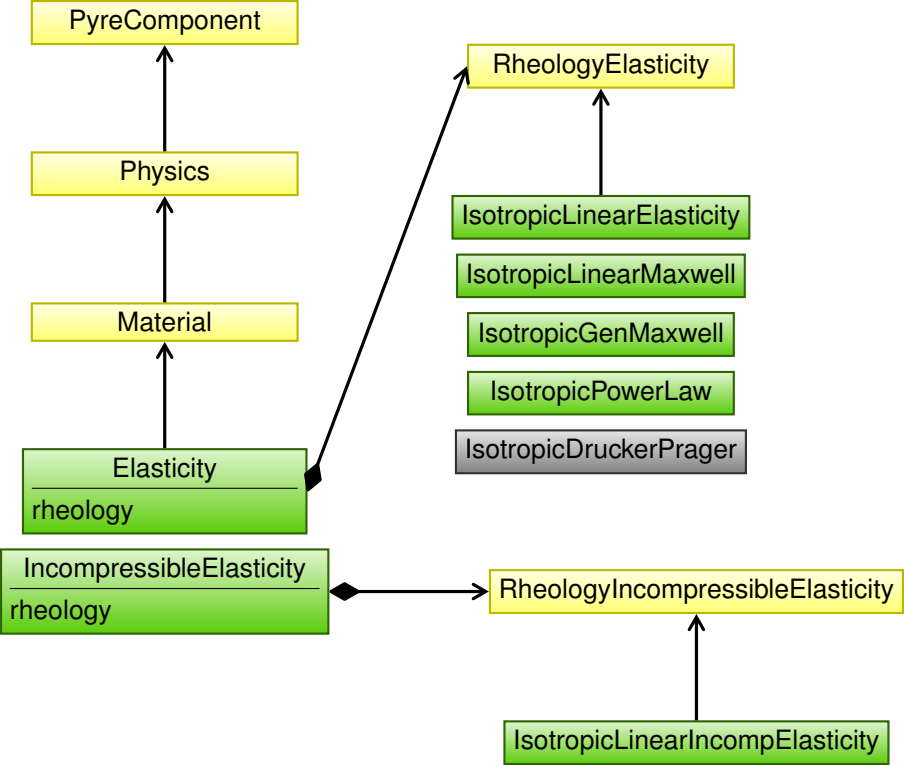 PyreComponent
Physics
Material
Elasticity
rheology
IncompressibleElasticity
rheology
RheologyElasticity
IsotropicLinearElasticity
IsotropicLinearMaxwell
IsotropicGenMaxwell
IsotropicPowerLaw
IsotropicDruckerPrager
RheologyIncompressibleElasticity
IsotropicLinearIncompElasticity